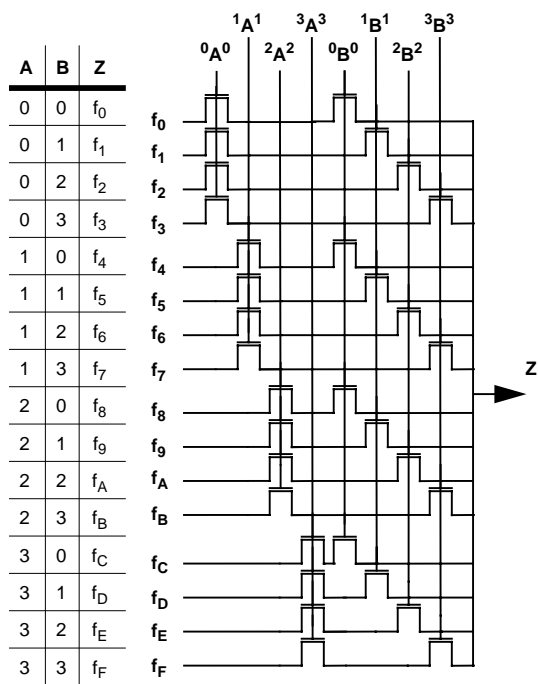 ¹A¹ ³A³ ¹B¹ ³B³
⁰A⁰ ²A² ⁰B⁰ ²B²
A B Z
0 0 f₀ f₀
0 1 f₁ f₁
0 2 f₂ f₂
0 3 f₃ f₃
1 0 f₄ f₄
1 1 f₅ f₅
1 2 f₆ f₆
1 3 f₇ f₇
Z
2 0 f₈ f₈
2 1 f₉ f₉
2 2 f_A f_A
2 3 f_B f_B
3 0 f_C f_C
3 1 f_D f_D
3 2 f_E f_E
3 3 f_F f_F